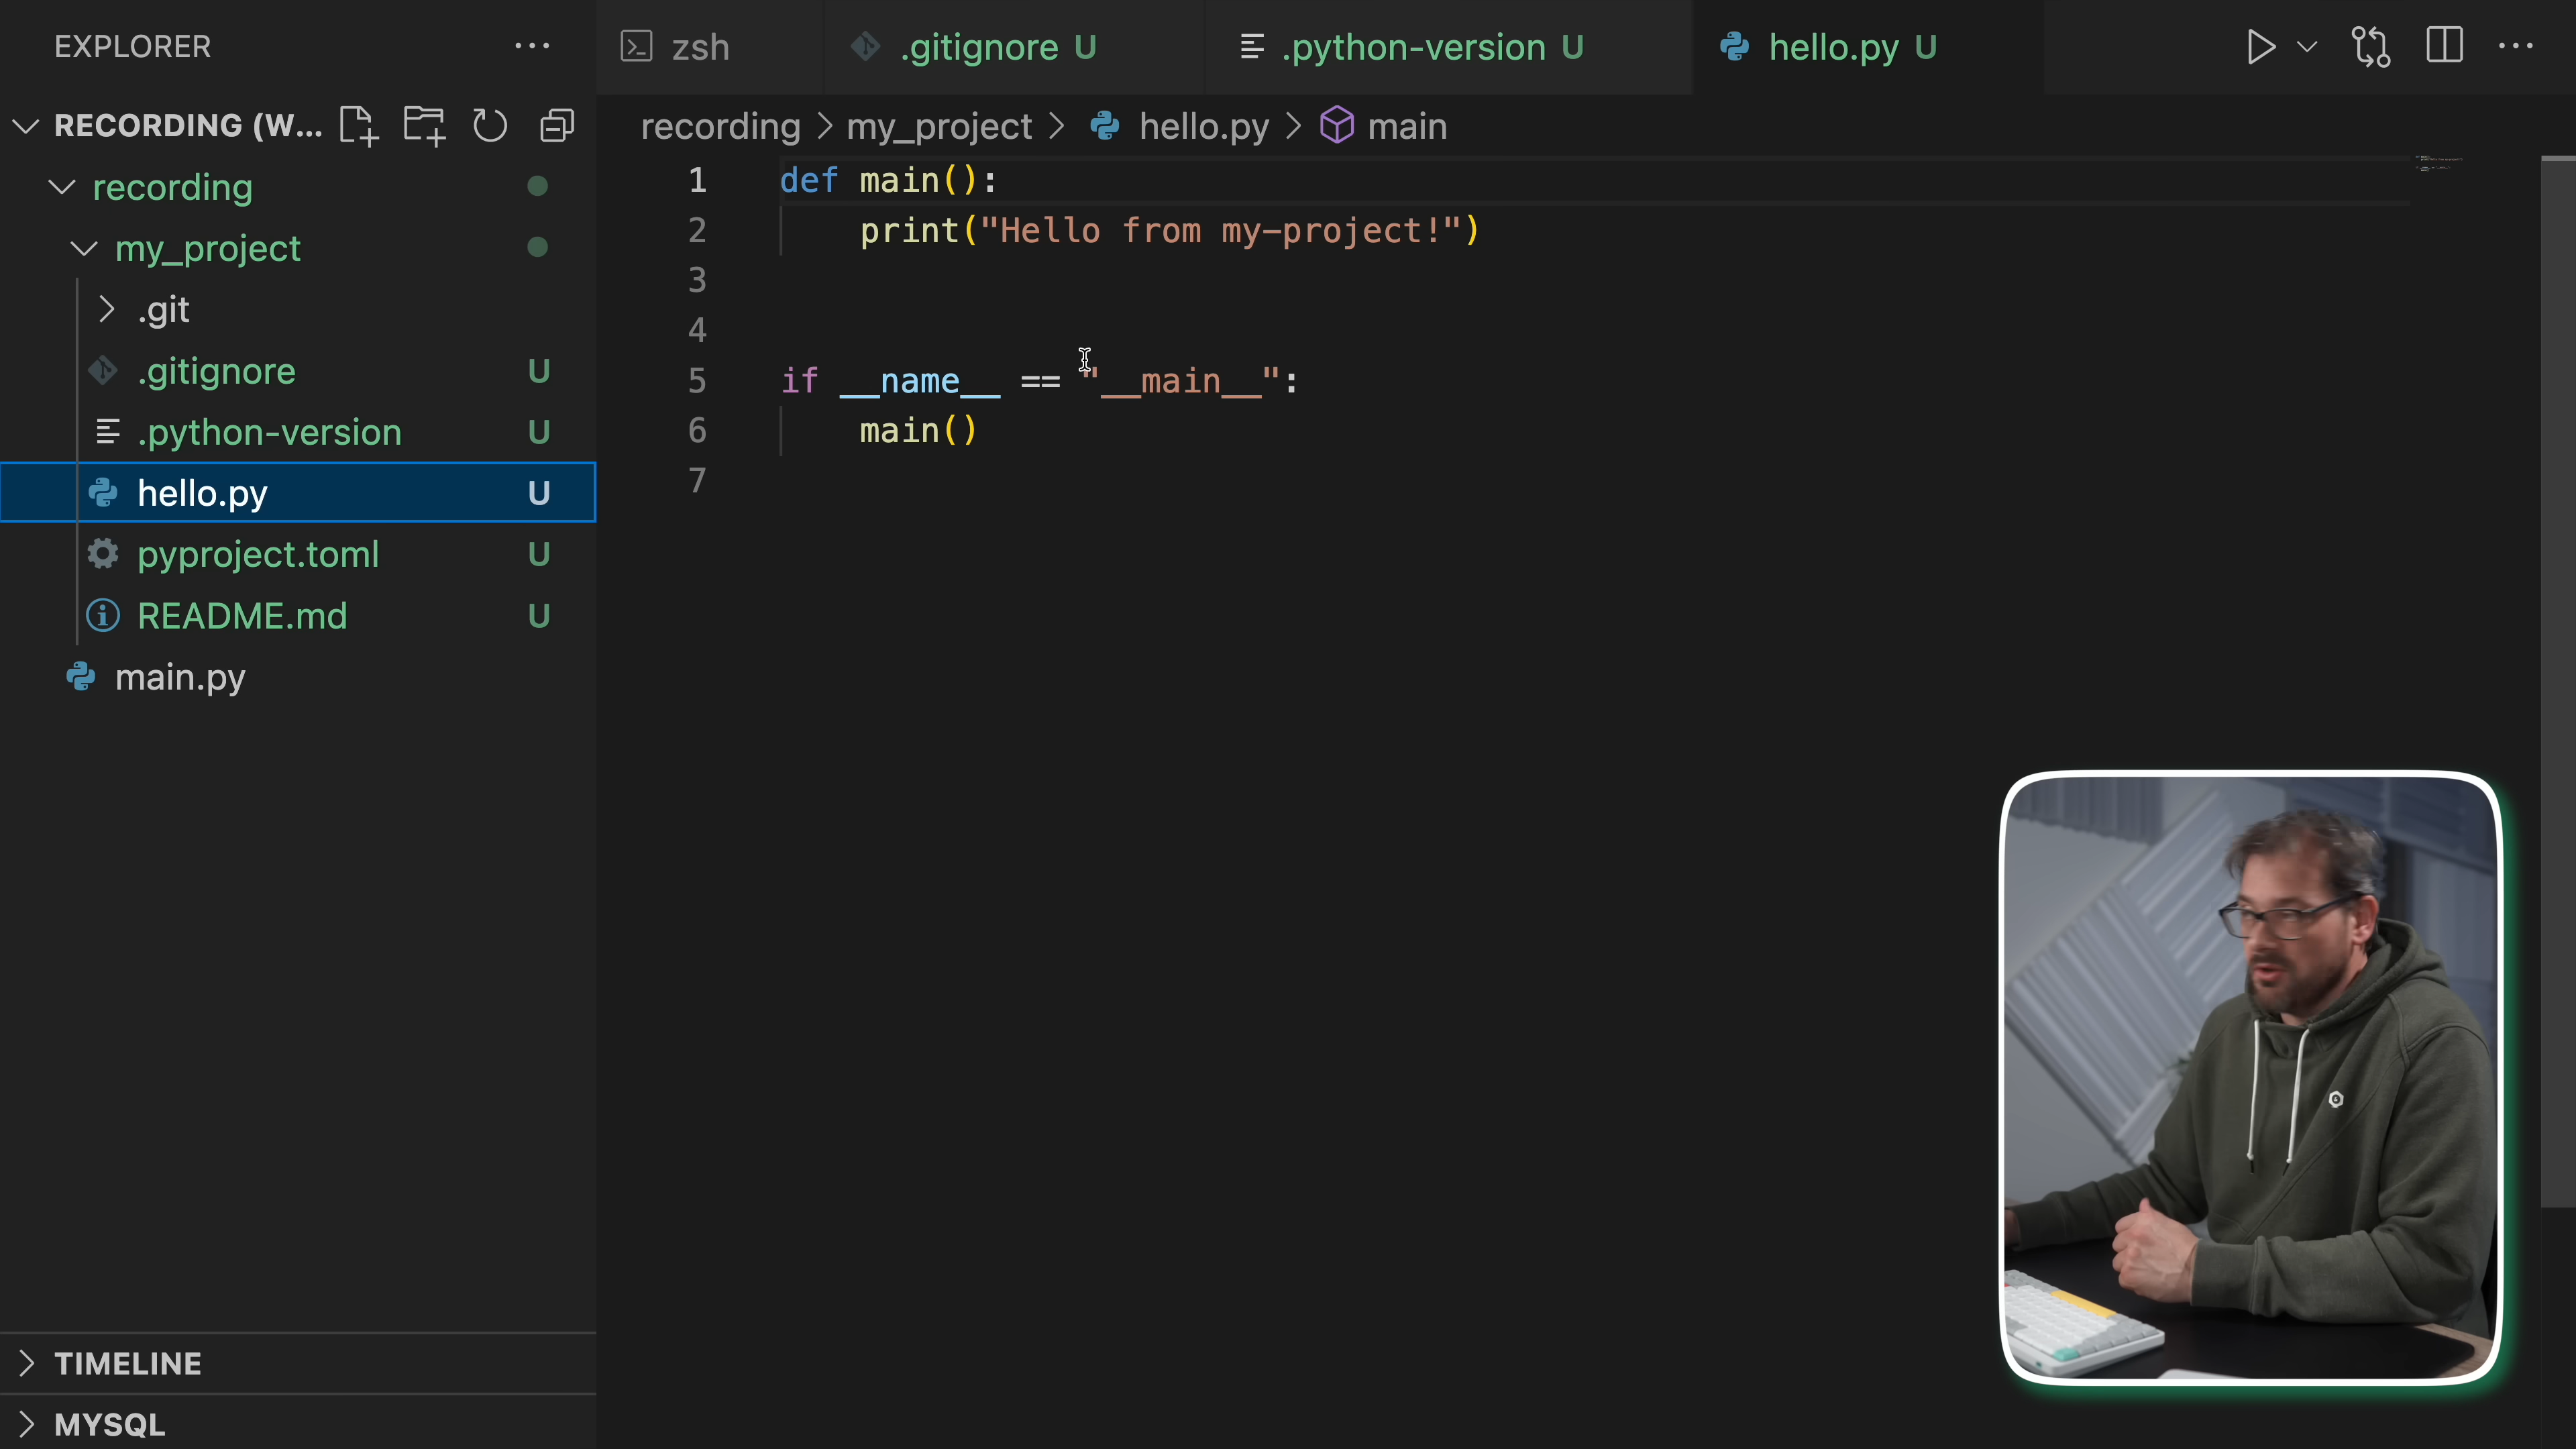 EXPLORER
RECORDING (W...
recording
my_project
.git
.gitignore U
.python-version U
hello.py U
pyproject.toml U
README.md U
main.py
TIMELINE
MYSQL
zsh
.gitignore U
.python-version U
hello.py U
recording > my_project > hello.py > main
1 def main():
2 print("Hello from my-project!")
3
4
5 if __name__ == "__main__":
6 main()
7